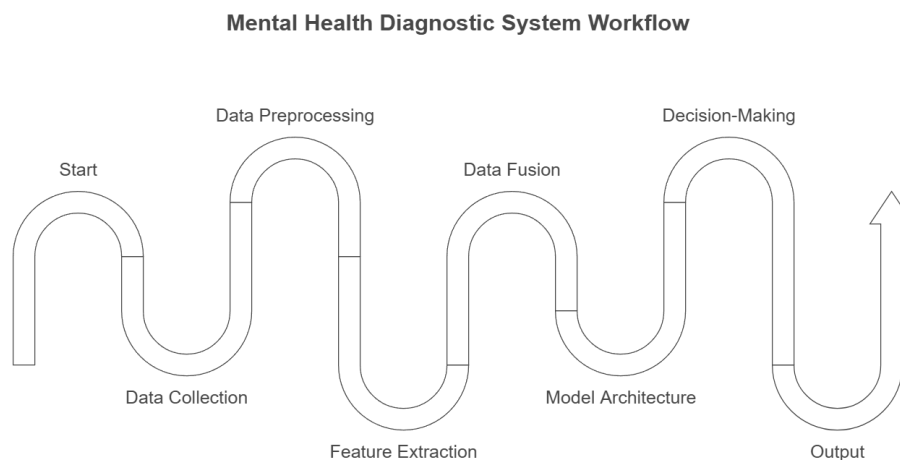 Mental Health Diagnostic System Workflow
Start
Data Collection
Data Preprocessing
Feature Extraction
Data Fusion
Model Architecture
Decision-Making
Output